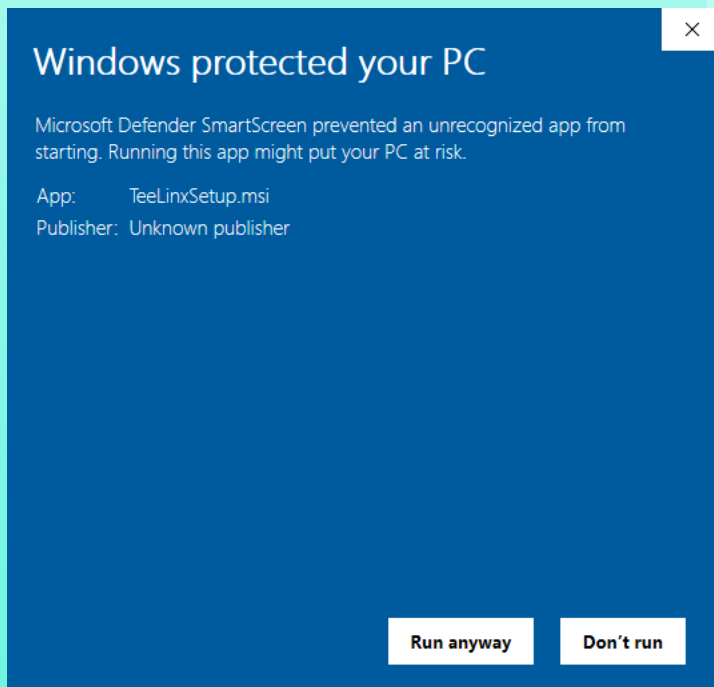 Windows protected your PC
Microsoft Defender SmartScreen prevented an unrecognized app from
starting. Running this app might put your PC at risk.
App: TeeLinxSetup.msi
Publisher: Unknown publisher
Run anyway Don’t run